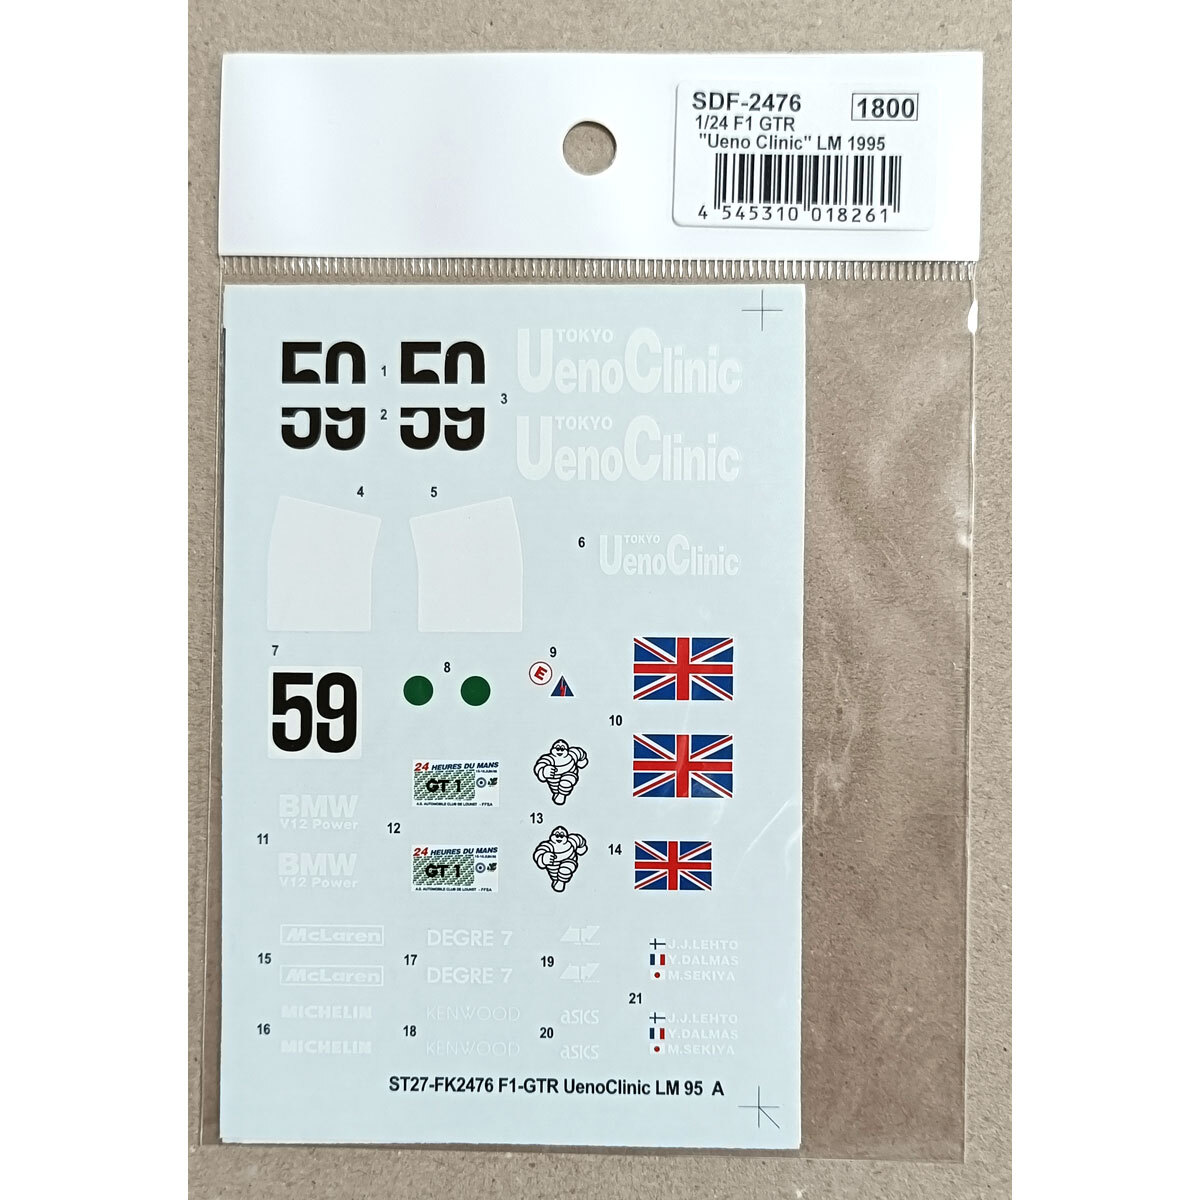 SDF-2476 1800
1/24 F1 GTR
"Ueno Clinic" LM 1995
4 545310 018261
59 1 59
59 2 59 3
TOKYO
UenoClinic
TOKYO
UenoClinic
4 5
6 TOKYO
UenoClinic
7 8 9
59
E
10
24 HEURES DU MANS
GT 1
BMW
V12 Power
11 12 13 14
BMW
V12 Power
24 HEURES DU MANS
GT 1
McLaren DEGRE 7 J.J.LEHTO
15 17 19 Y.DALMAS
McLaren DEGRE 7 M.SEKIYA
21
MICHELIN KENWOOD asics J.J.LEHTO
16 18 20 Y.DALMAS
MICHELIN KENWOOD asics M.SEKIYA
ST27-FK2476 F1-GTR UenoClinic LM 95 A